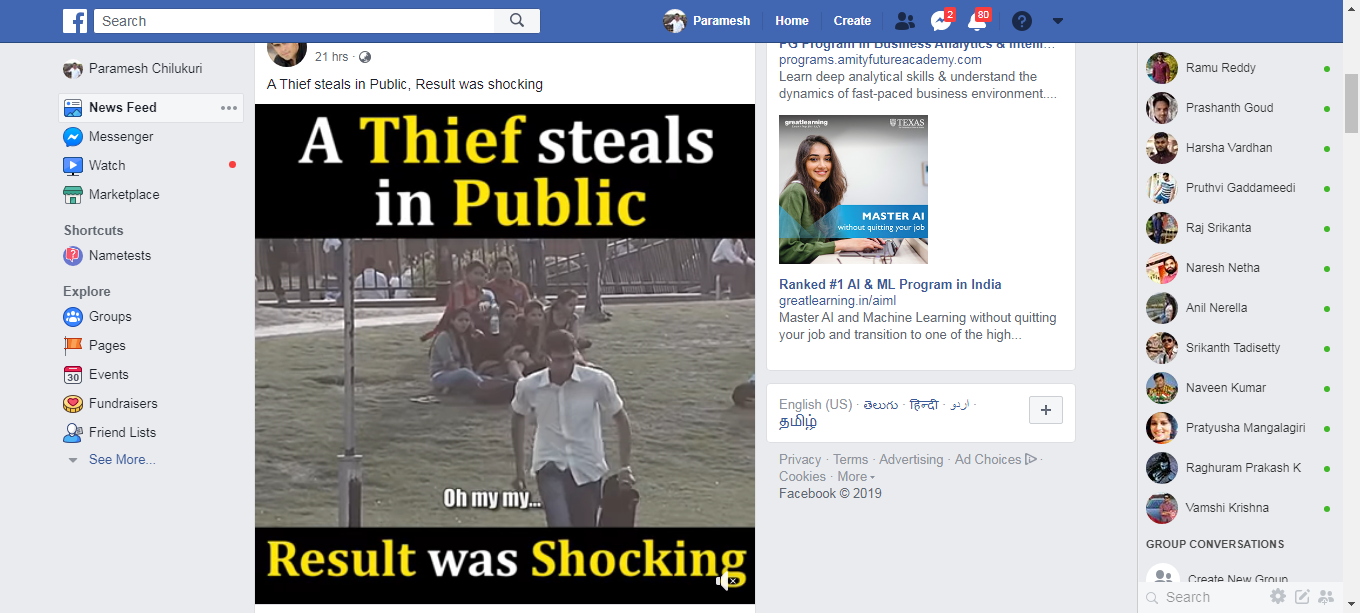 Search
Paramesh
Home
Create
2
80
Paramesh Chilukuri
News Feed
Messenger
Watch
Marketplace
Shortcuts
Nametests
Explore
Groups
Pages
30
Events
Fundraisers
Friend Lists
See More...
21 hrs ·
A Thief steals in Public, Result was shocking
A Thief steals
in Public
Oh my my...
Result was Shocking
PG Program in Business Analytics & Intelli...
programs.amityfutureacademy.com
Learn deep analytical skills & understand the
dynamics of fast-paced business environment....
greatlearning
TEXAS
MASTER AI
without quitting your job
Ranked #1 AI & ML Program in India
greatlearning.in/aiml
Master AI and Machine Learning without quitting
your job and transition to one of the high...
English (US) · తెలుగు · हिन्दी · اردو ·
தமிழ்
Privacy · Terms · Advertising · Ad Choices ·
Cookies · More
Facebook © 2019
Ramu Reddy
Prashanth Goud
Harsha Vardhan
Pruthvi Gaddameedi
Raj Srikanta
Naresh Netha
Anil Nerella
Srikanth Tadisetty
Naveen Kumar
Pratyusha Mangalagiri
Raghuram Prakash K
Vamshi Krishna
GROUP CONVERSATIONS
Create New Group
Search